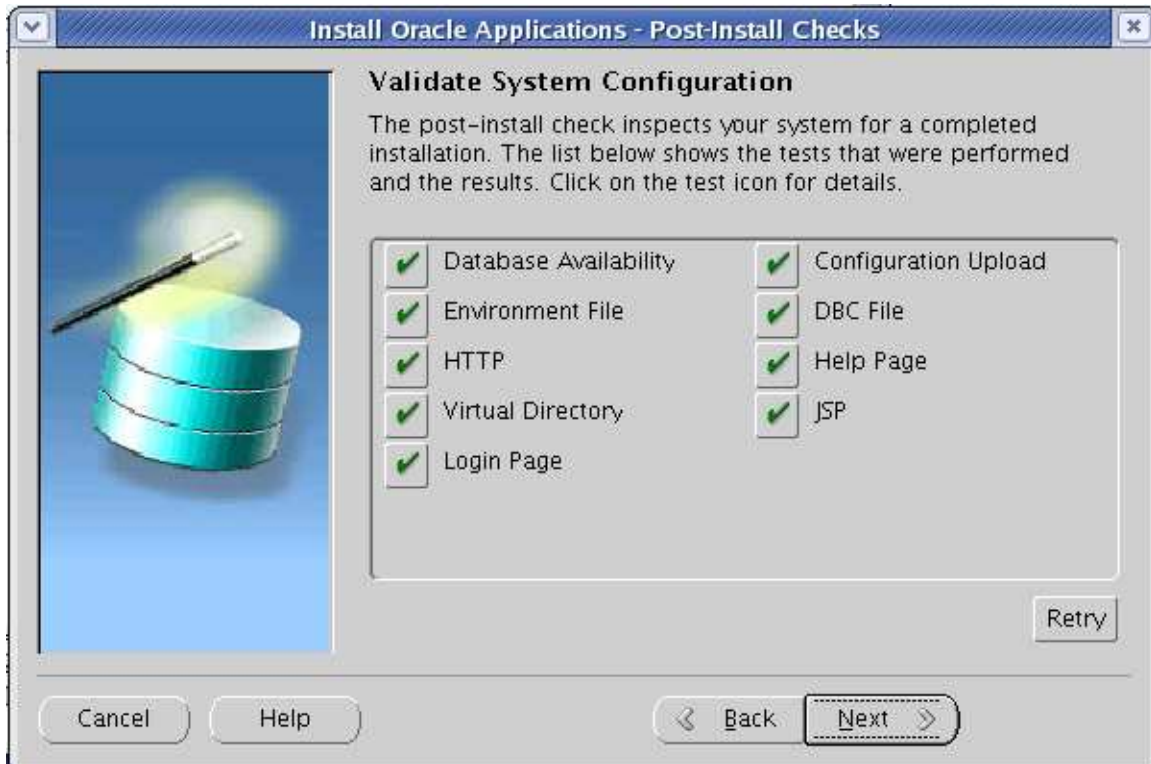 Install Oracle Applications - Post-Install Checks
Validate System Configuration
The post-install check inspects your system for a completed
installation. The list below shows the tests that were performed
and the results. Click on the test icon for details.
Database Availability
Environment File
HTTP
Virtual Directory
Login Page
Configuration Upload
DBC File
Help Page
JSP
Retry
Cancel
Help
Back
Next